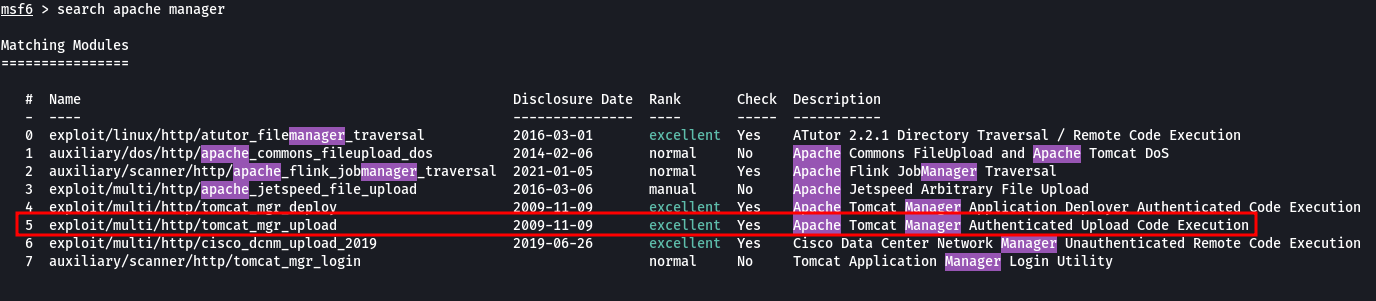 msf6 > search apache manager
Matching Modules
================
# Name Disclosure Date Rank Check Description
- ---- --------------- ---- ----- -----------
0 exploit/linux/http/atutor_filemanager_traversal 2016-03-01 excellent Yes ATutor 2.2.1 Directory Traversal / Remote Code Execution
1 auxiliary/dos/http/apache_commons_fileupload_dos 2014-02-06 normal No Apache Commons FileUpload and Apache Tomcat DoS
2 auxiliary/scanner/http/apache_flink_jobmanager_traversal 2021-01-05 normal Yes Apache Flink JobManager Traversal
3 exploit/multi/http/apache_jetspeed_file_upload 2016-03-06 manual No Apache Jetspeed Arbitrary File Upload
4 exploit/multi/http/tomcat_mgr_deploy 2009-11-09 excellent Yes Apache Tomcat Manager Application Deployer Authenticated Code Execution
5 exploit/multi/http/tomcat_mgr_upload 2009-11-09 excellent Yes Apache Tomcat Manager Authenticated Upload Code Execution
6 exploit/multi/http/cisco_dcnm_upload_2019 2019-06-26 excellent Yes Cisco Data Center Network Manager Unauthenticated Remote Code Execution
7 auxiliary/scanner/http/tomcat_mgr_login normal No Tomcat Application Manager Login Utility